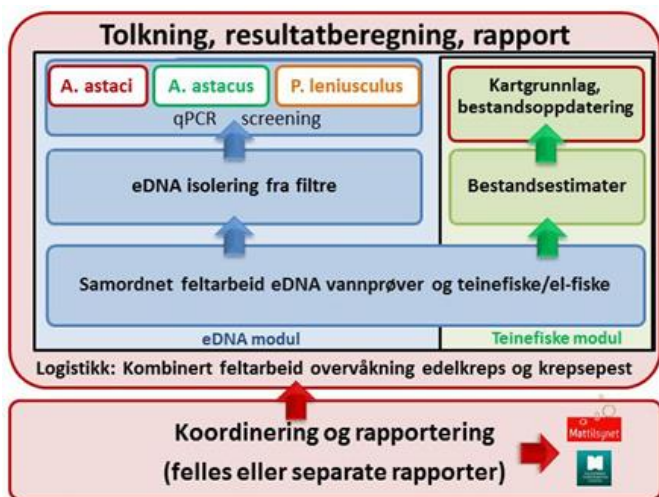 Tolkning, resultatberegning, rapport
A. astaci
A. astacus
P. leniusculus
qPCR screening
Kartgrunnlag,
bestandsoppdatering
eDNA isolering fra filtre
Bestandsestimater
Samordnet feltarbeid eDNA vannprøver og teinefiske/el-fiske
eDNA modul
Teinefiske modul
Logistikk: Kombinert feltarbeid overvåkning edelkreps og krepsepest
Koordinering og rapportering
(felles eller separate rapporter)
Mattilsynet